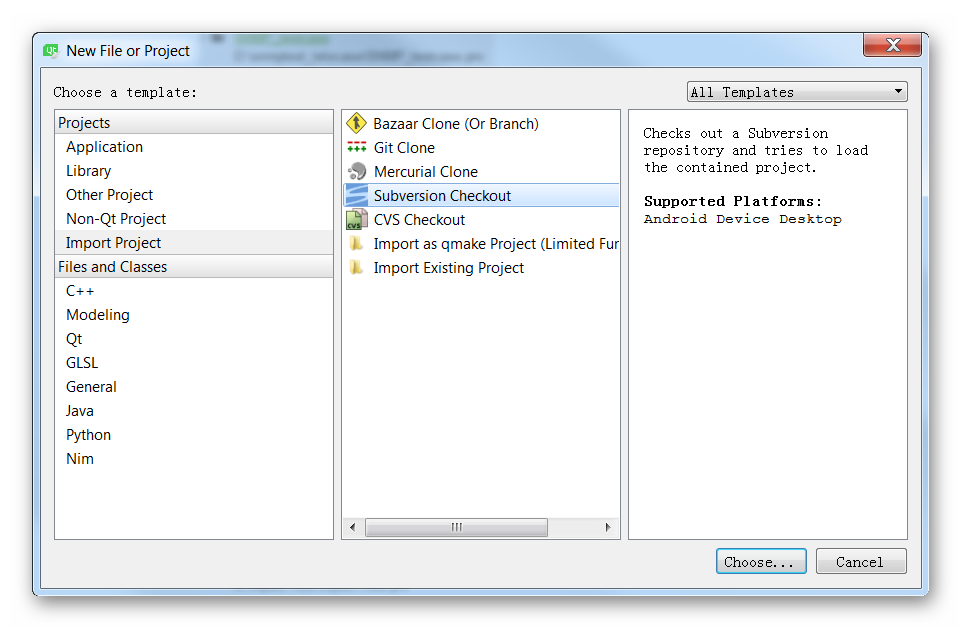 New File or Project
Choose a template:
All Templates
Projects
Application
Library
Other Project
Non-Qt Project
Import Project
Files and Classes
C++
Modeling
Qt
GLSL
General
Java
Python
Nim
Bazaar Clone (Or Branch)
Git Clone
Mercurial Clone
Subversion Checkout
CVS Checkout
Import as qmake Project (Limited Fur
Import Existing Project
Checks out a Subversion
repository and tries to load
the contained project.
Supported Platforms:
Android Device Desktop
Choose...
Cancel